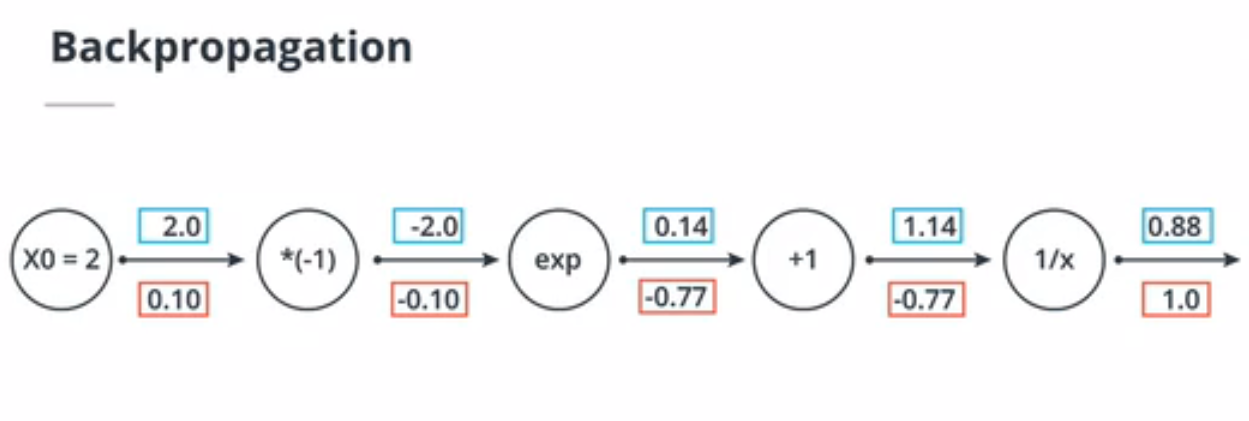 Backpropagation
2.0 -2.0 0.14 1.14 0.88
X0 = 2 *(-1) exp +1 1/x
0.10 -0.10 -0.77 -0.77 1.0